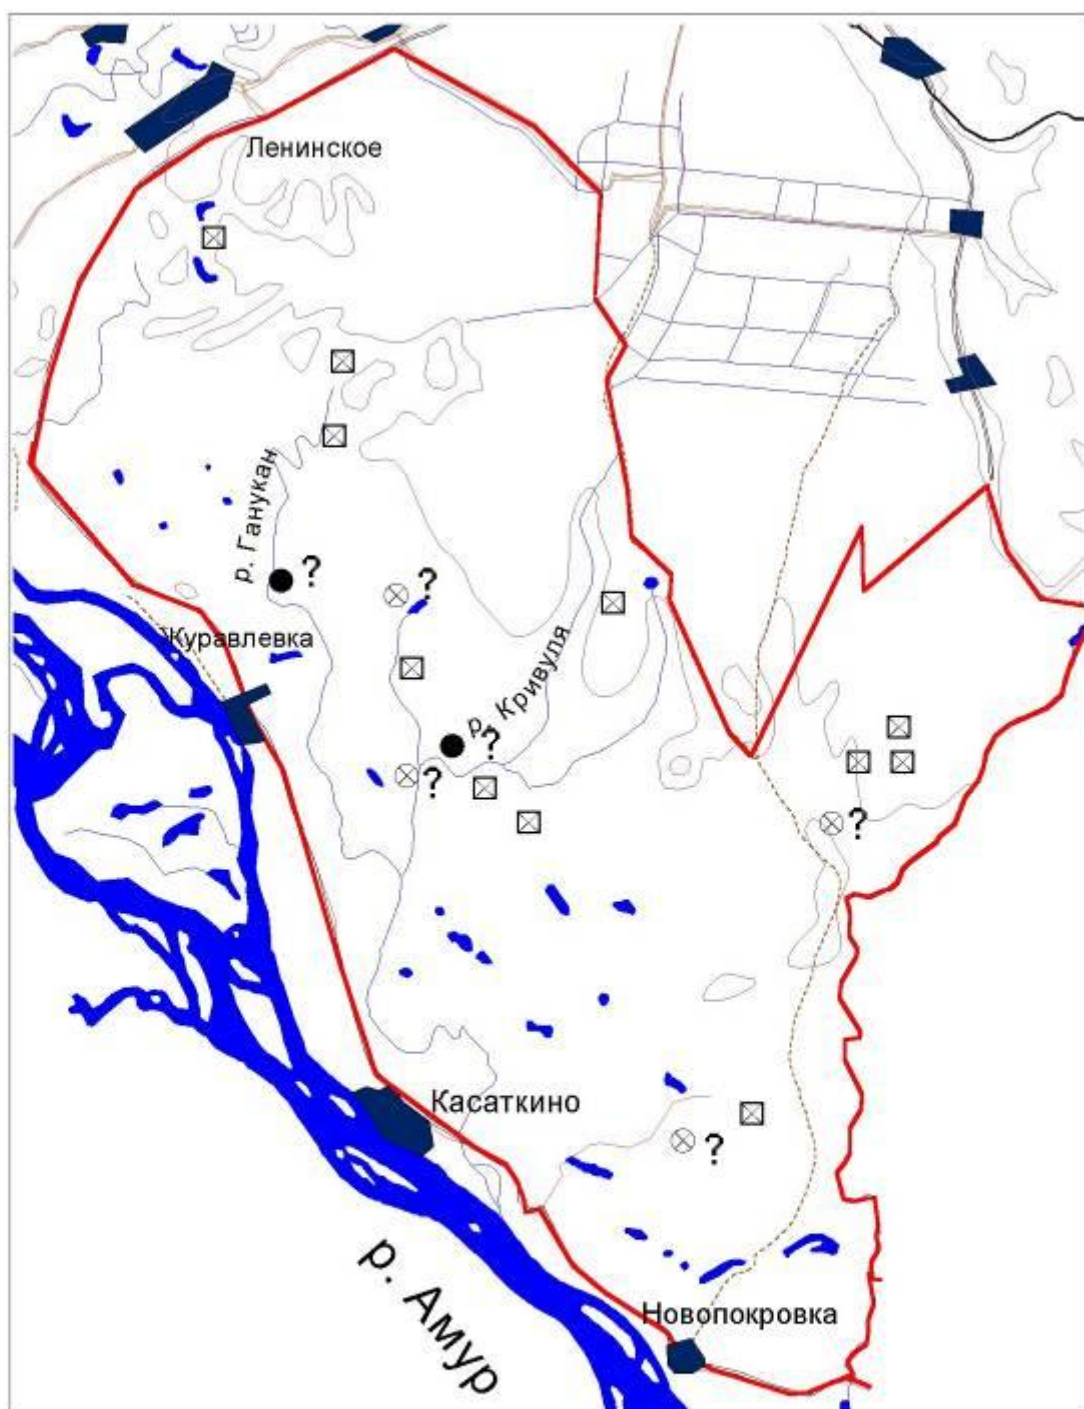 Ленинское
р. Ганукан
?
?
Журавлевка
р. Кривуля
?
?
?
Касаткино
?
Новопокровка
р. Амур